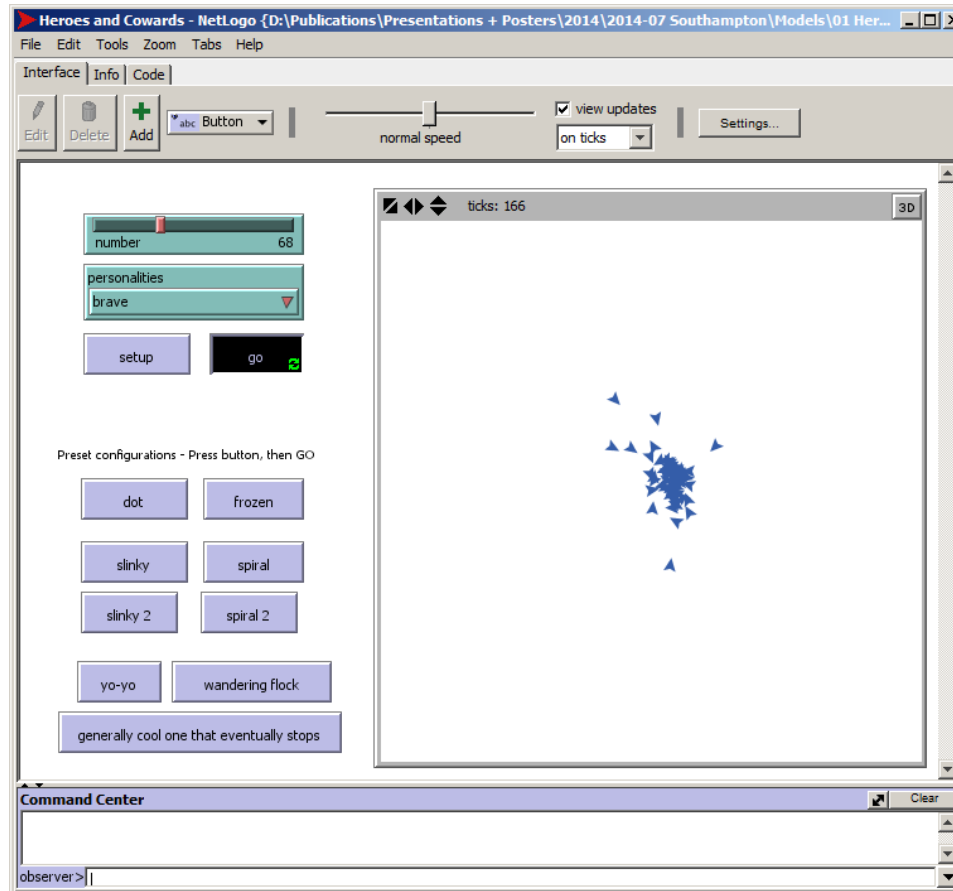 Heroes and Cowards - NetLogo {D:\Publications\Presentations + Posters\2014\2014-07 Southampton\Models\01 Her...
File Edit Tools Zoom Tabs Help
Interface Info Code
Edit Delete Add abc Button normal speed view updates on ticks Settings...
ticks: 166 3D
number 68
personalities
brave
setup go
Preset configurations - Press button, then GO
dot frozen
slinky spiral
slinky 2 spiral 2
yo-yo wandering flock
generally cool one that eventually stops
Command Center Clear
observer>